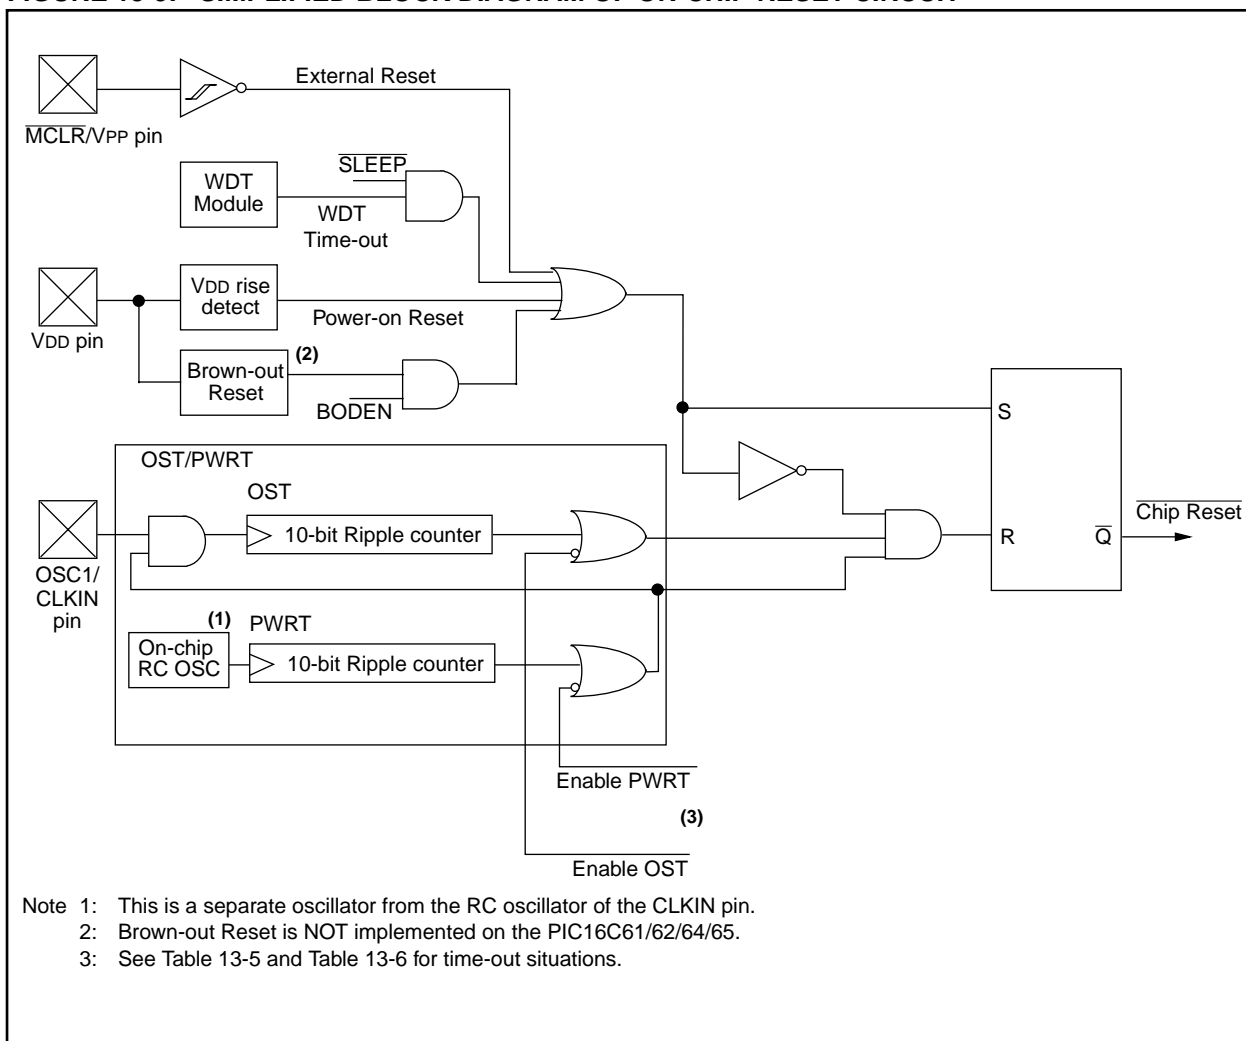 External Reset
MCLR/VPP pin
SLEEP
WDT
Module
WDT
Time-out
VDD rise
detect
Power-on Reset
VDD pin
(2)
Brown-out
Reset
BODEN
S
OST/PWRT
OST
10-bit Ripple counter
Chip Reset
R
Q
OSC1/
CLKIN
pin
(1)
PWRT
On-chip
RC OSC
10-bit Ripple counter
Enable PWRT
(3)
Enable OST
Note 1: This is a separate oscillator from the RC oscillator of the CLKIN pin.
2: Brown-out Reset is NOT implemented on the PIC16C61/62/64/65.
3: See Table 13-5 and Table 13-6 for time-out situations.